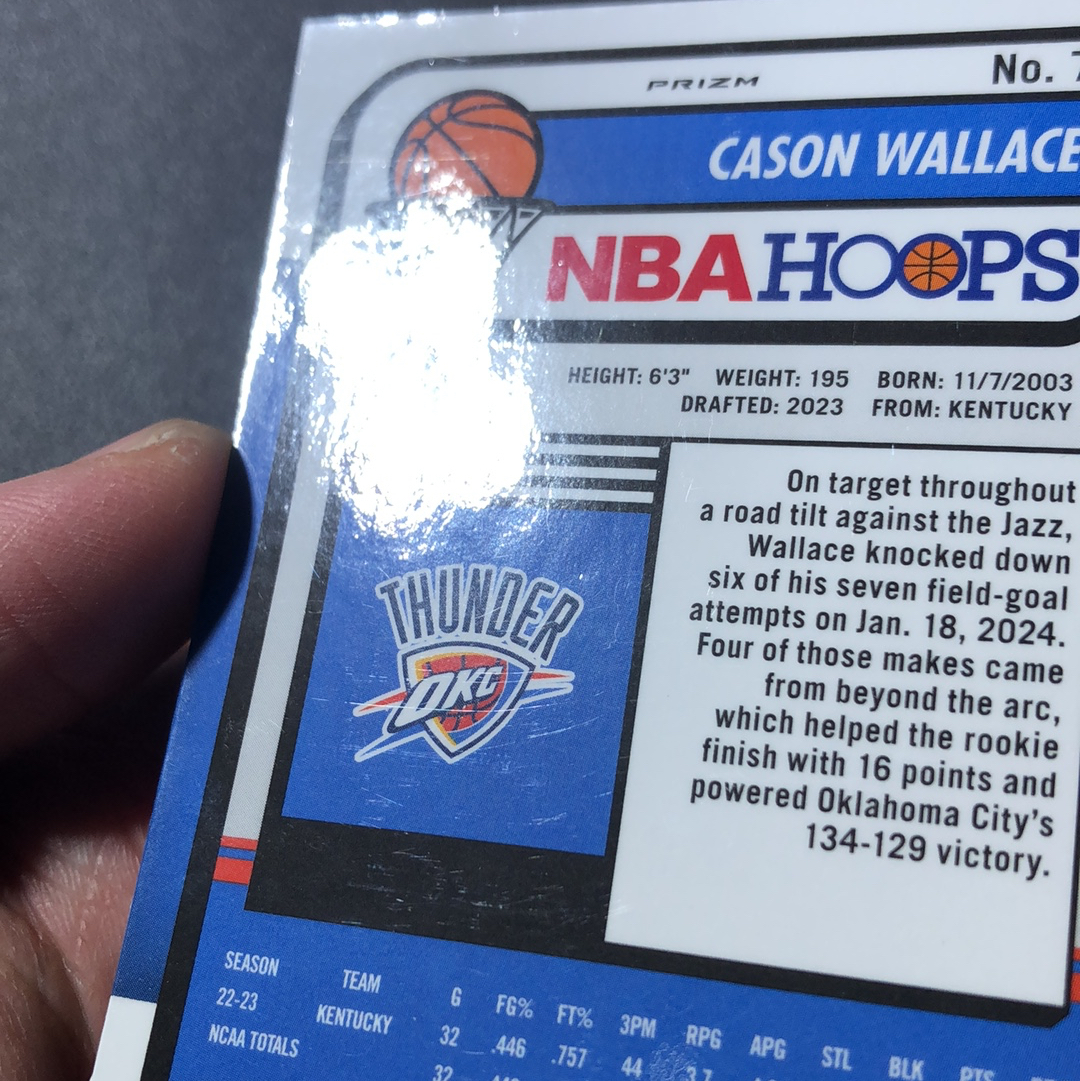 PRIZM
No.
CASON WALLACE
NBA HOOPS
HEIGHT: 6'3" WEIGHT: 195 BORN: 11/7/2003
DRAFTED: 2023 FROM: KENTUCKY
On target throughout
a road tilt against the Jazz,
Wallace knocked down
six of his seven field-goal
attempts on Jan. 18, 2024.
Four of those makes came
from beyond the arc,
which helped the rookie
finish with 16 points and
powered Oklahoma City's
134-129 victory.
THUNDER
OKC
SEASON TEAM G FG% FT% 3PM RPG APG STL BLK PTS
22-23 KENTUCKY 32 .446 .757 44 3.7
NCAA TOTALS 32